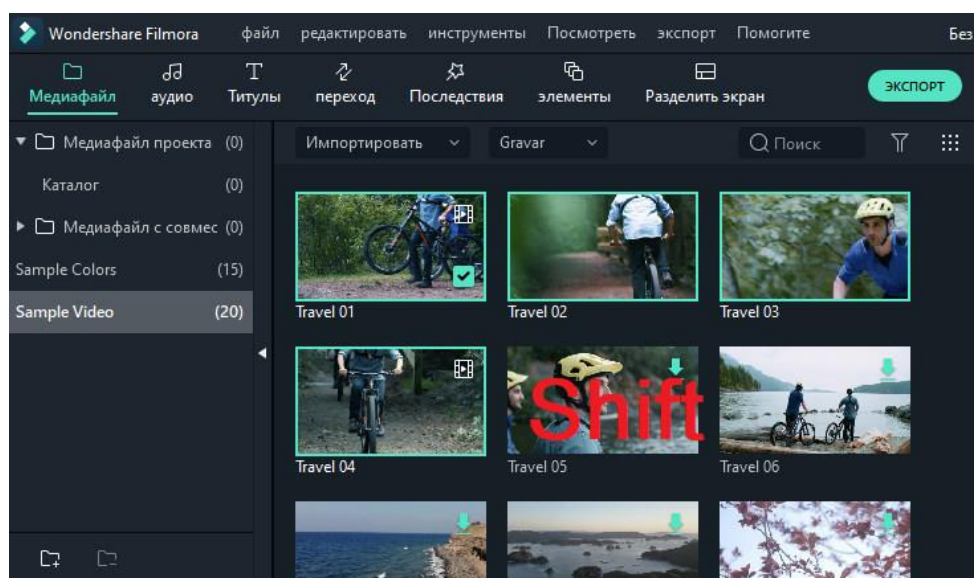 Wondershare Filmora файл редактировать инструменты Посмотреть экспорт Помогите Без
Медиафайл аудио Титулы переход Последствия элементы Разделить экран ЭКСПОРТ
Медиафайл проекта (0) Импортировать Gravar Поиск
Каталог (0)
Медиафайл с совмес (0)
Sample Colors (15)
Sample Video (20)
Travel 01 Travel 02 Travel 03
Shift
Travel 04 Travel 05 Travel 06